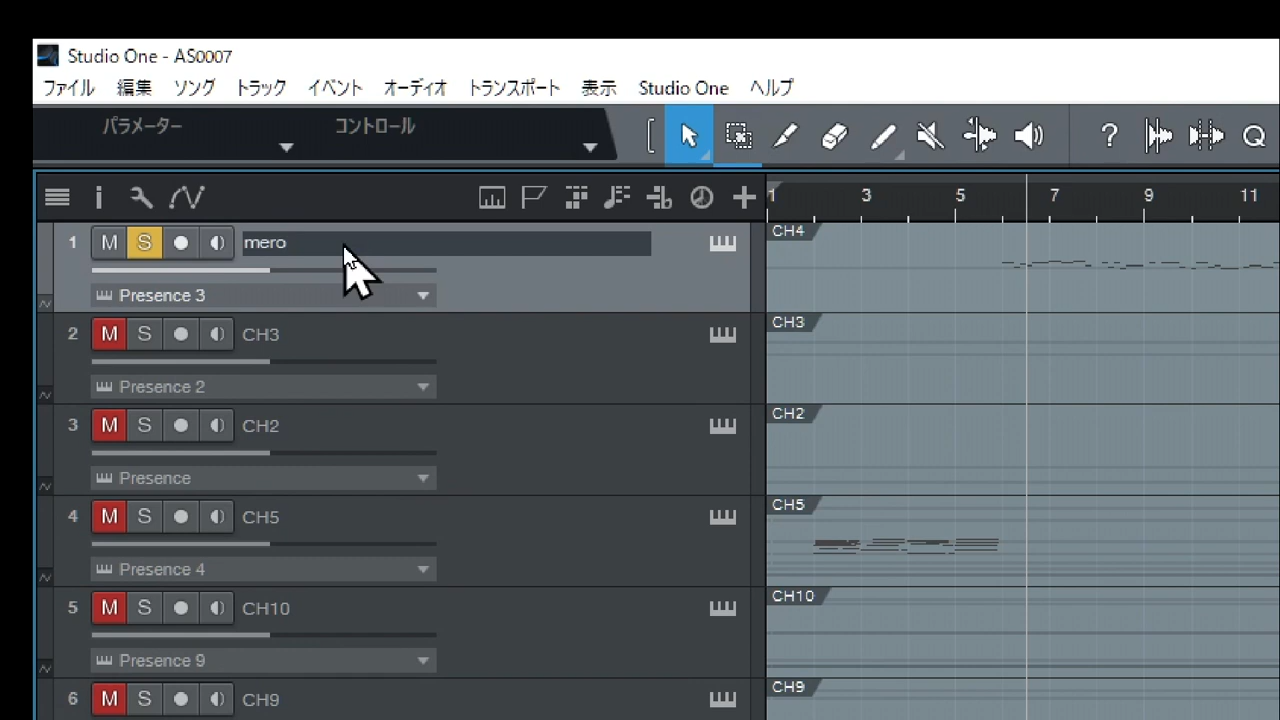 Studio One - AS0007
ファイル 編集 ソング トラック イベント オーディオ トランスポート 表示 Studio One ヘルプ
パラメーター コントロール
? Q
i 1 3 5 7 9 11
1 M S mero CH4
Presence 3
2 M S CH3 CH3
Presence 2
3 M S CH2 CH2
Presence
4 M S CH5 CH5
Presence 4
5 M S CH10 CH10
Presence 9
6 M S CH9 CH9